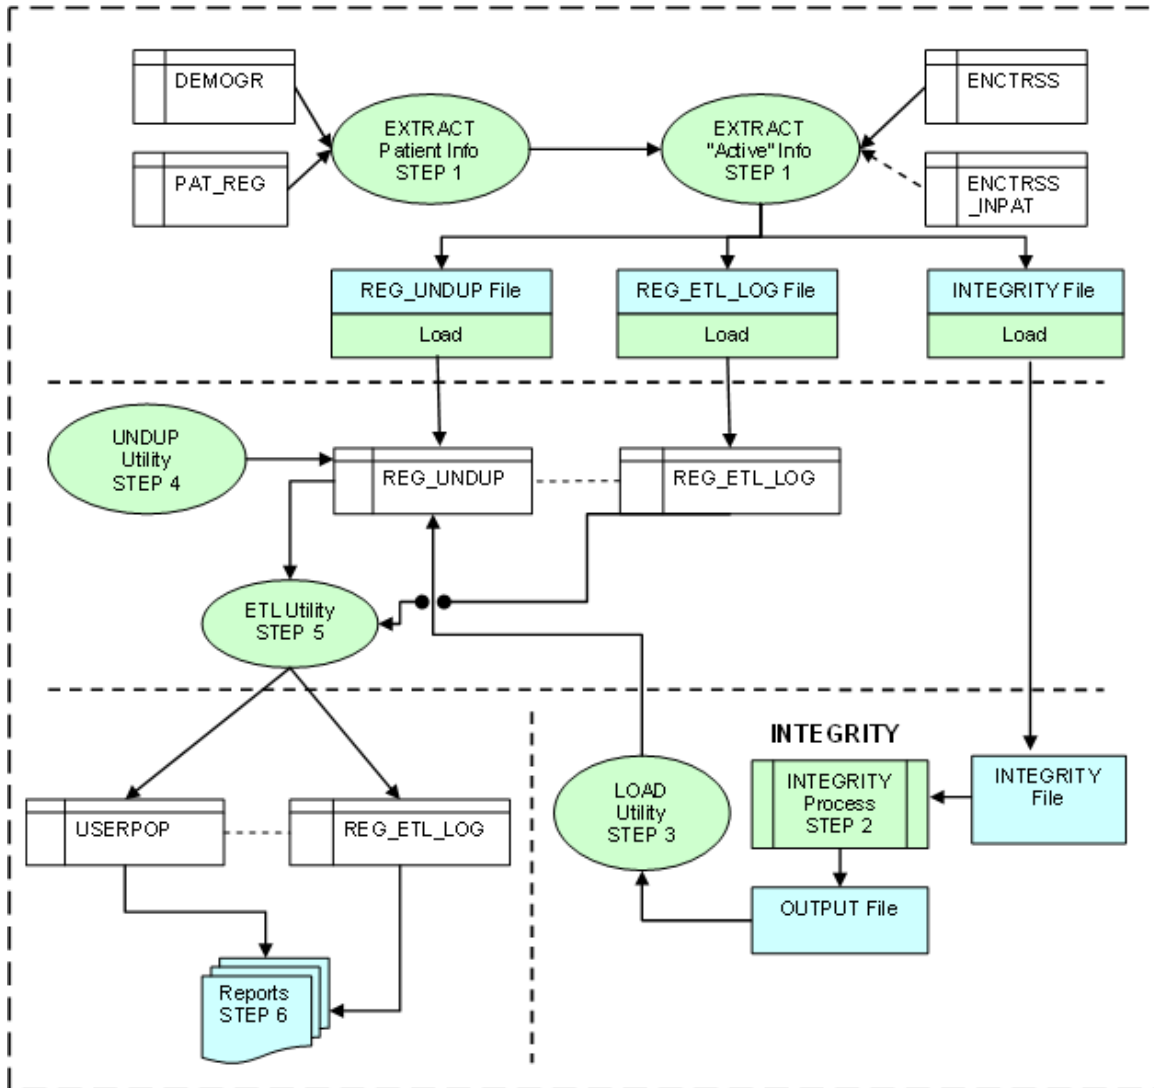 DEMOGR
PAT_REG
EXTRACT
Patient Info
STEP 1
EXTRACT
"Active" Info
STEP 1
ENCTRSS
ENCTRSS
_INPAT
REG_UNDUP File
Load
REG_ETL_LOG File
Load
INTEGRITY File
Load
UNDUP
Utility
STEP 4
REG_UNDUP
REG_ETL_LOG
ETL Utility
STEP 5
USERPOP
REG_ETL_LOG
Reports
STEP 6
INTEGRITY
LOAD
Utility
STEP 3
INTEGRITY
Process
STEP 2
INTEGRITY
File
OUTPUT File